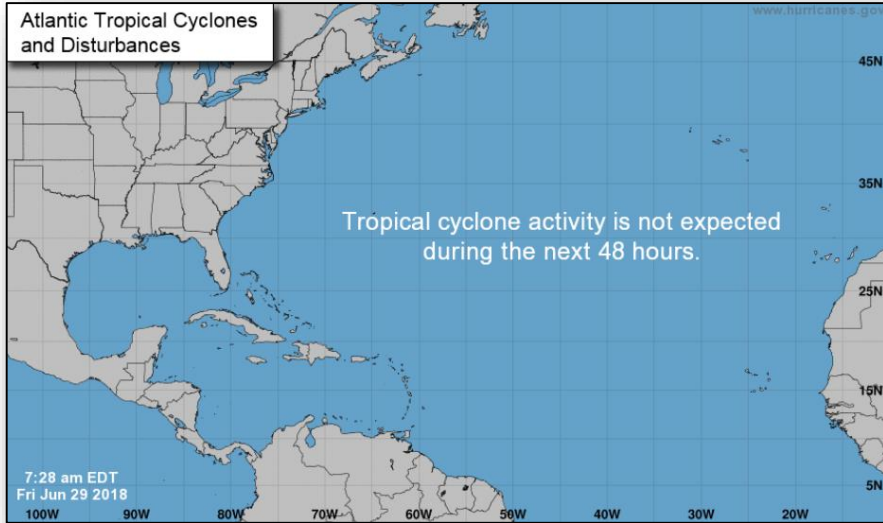 Atlantic Tropical Cyclones
and Disturbances
www.hurricanes.gov
45N
35N
Tropical cyclone activity is not expected
during the next 48 hours.
25N
15N
7:28 am EDT
Fri Jun 29 2018
5N
100W 90W 80W 70W 60W 50W 40W 30W 20W